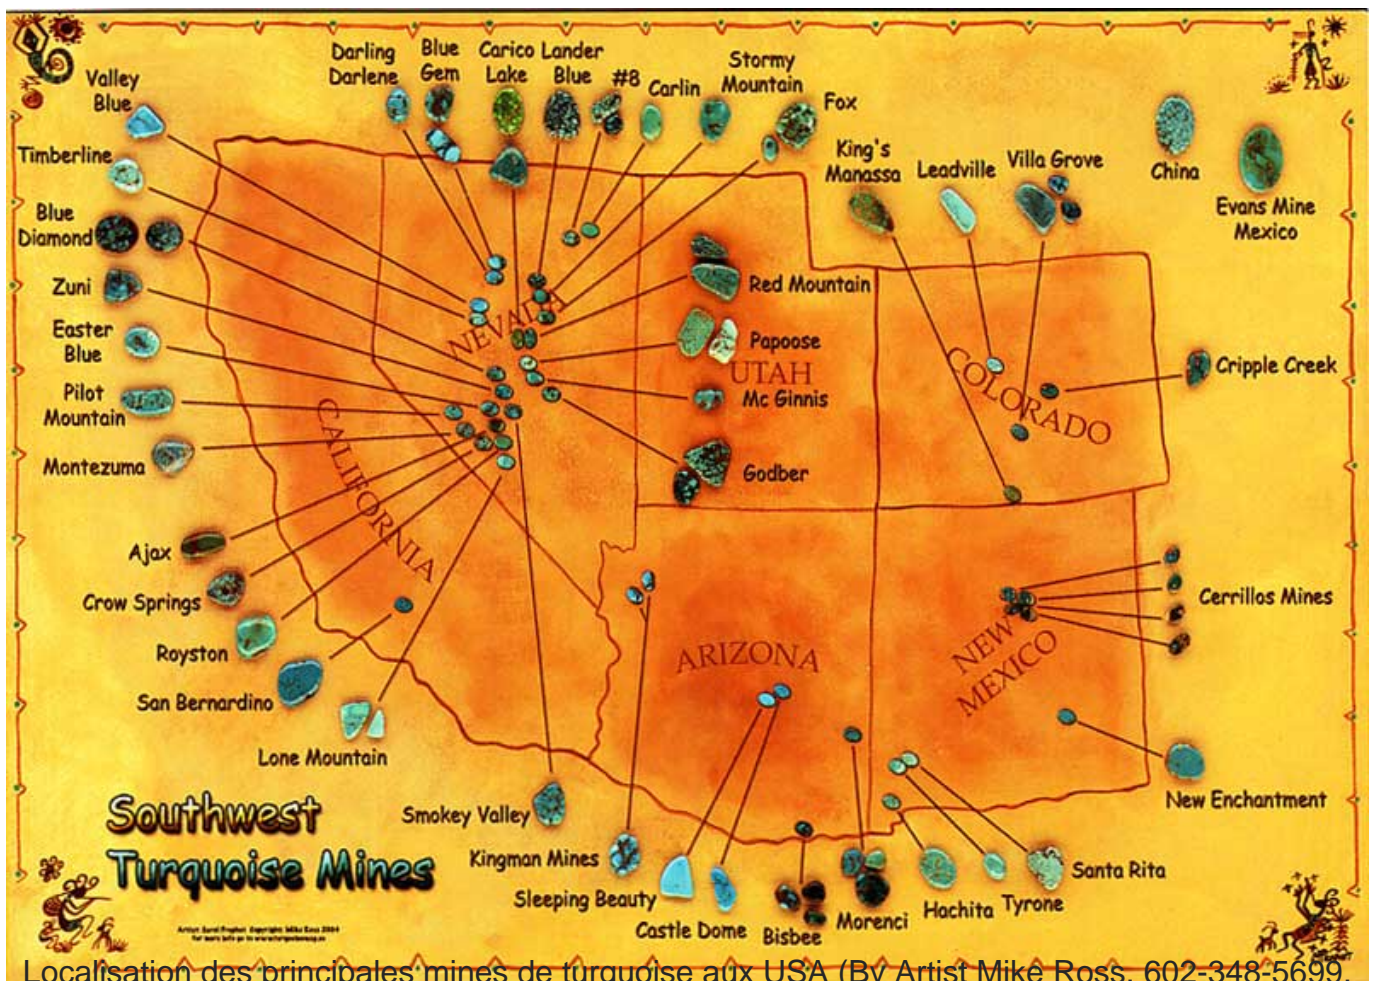 Darling
Darlene
Blue
Gem
Carico
Lake
Lander
Blue
#8
Carlin
Stormy
Mountain
Fox
King's
Manassa
Leadville
Villa Grove
China
Evans Mine
Mexico
Valley
Blue
Timberline
Blue
Diamond
Zuni
Easter
Blue
Pilot
Mountain
Montezuma
Ajax
Crow Springs
Royston
San Bernardino
Lone Mountain
NEVADA
CALIFORNIA
UTAH
COLORADO
ARIZONA
NEW
MEXICO
Red Mountain
Papoose
Mc Ginnis
Godber
Cripple Creek
Cerrillos Mines
New Enchantment
Smokey Valley
Kingman Mines
Sleeping Beauty
Castle Dome
Bisbee
Morenci
Hachita
Tyrone
Santa Rita
Southwest
Turquoise Mines
Localisation des principales mines de turquoise aux USA (By Artist Mike Ross, 602-348-5699,